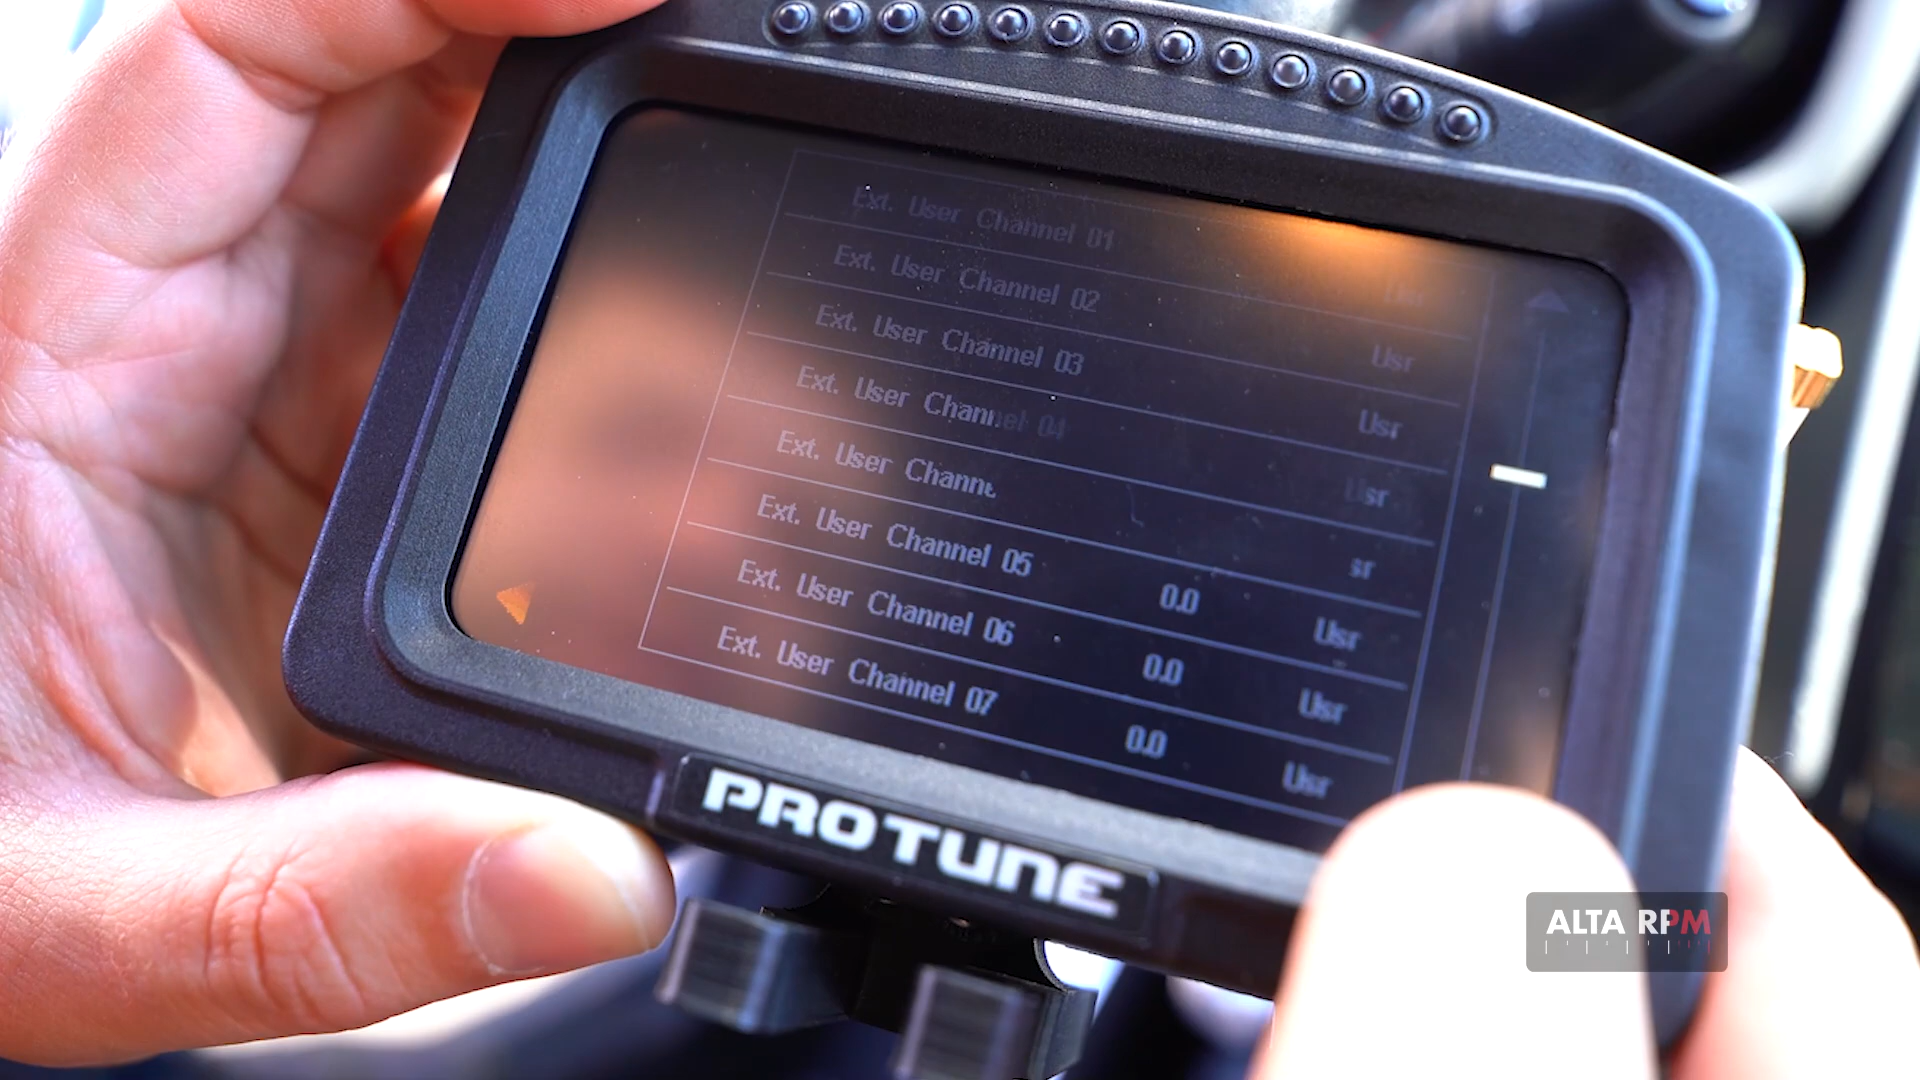 Ext. User Channel 01 Usr
Ext. User Channel 02 Usr
Ext. User Channel 03 Usr
Ext. User Channel 04 Usr
Ext. User sr
Ext. User Channel 05 0.0 Usr
Ext. User Channel 06 0.0 Usr
Ext. User Channel 07 0.0 Usr
PROTUNE
ALTA RPM